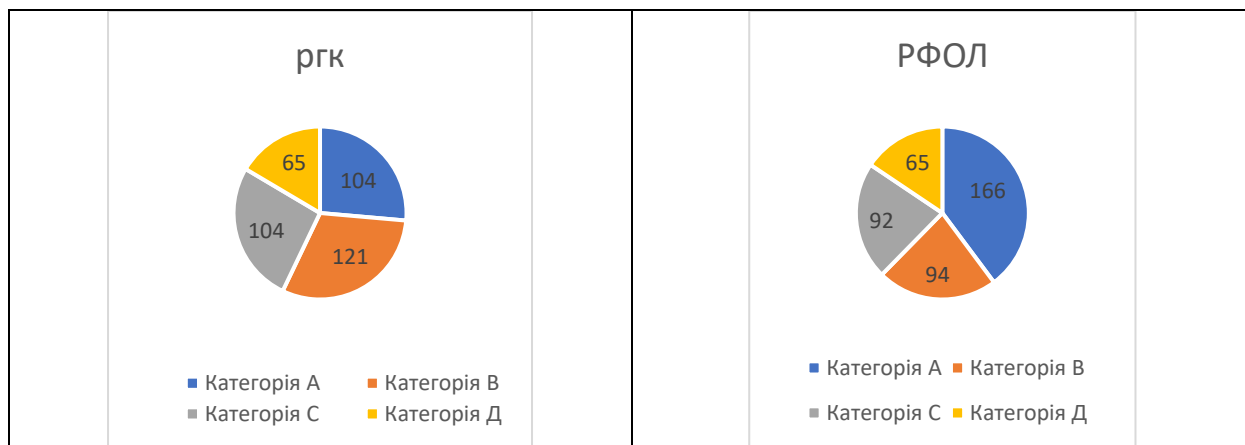 ргк
65
104
104
121
Категорія А
Категорія В
Категорія С
Категорія Д
РФОЛ
65
166
92
94
Категорія А
Категорія В
Категорія С
Категорія Д